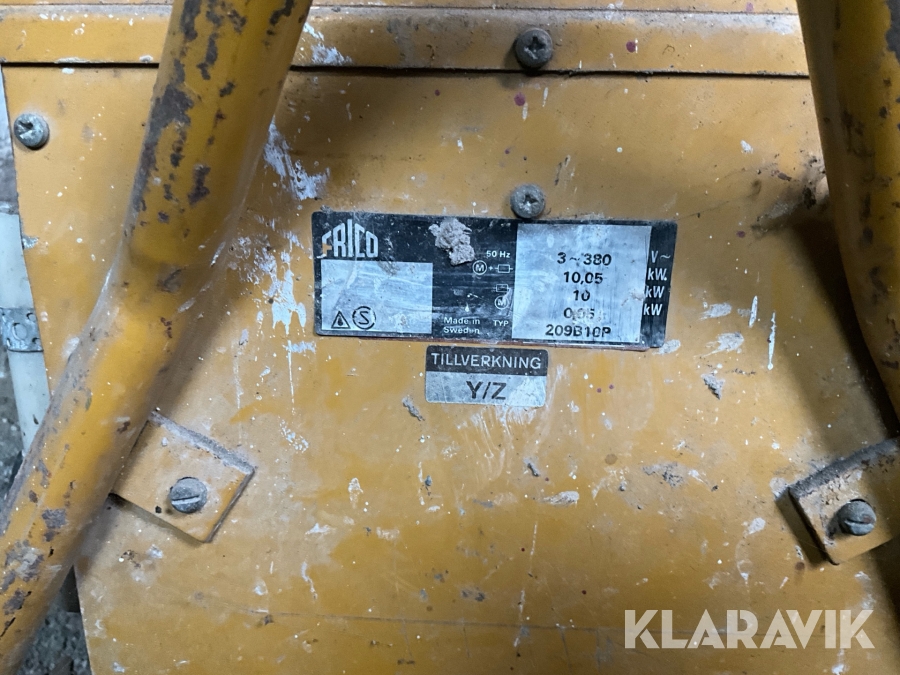 FRICO
50 Hz
3~380 V~
M 10,05 kW
10 kW
M 0,05 kW
S
Made in Sweden
TYP 209B10P
TILLVERKNING
Y/Z
KLARAVIK